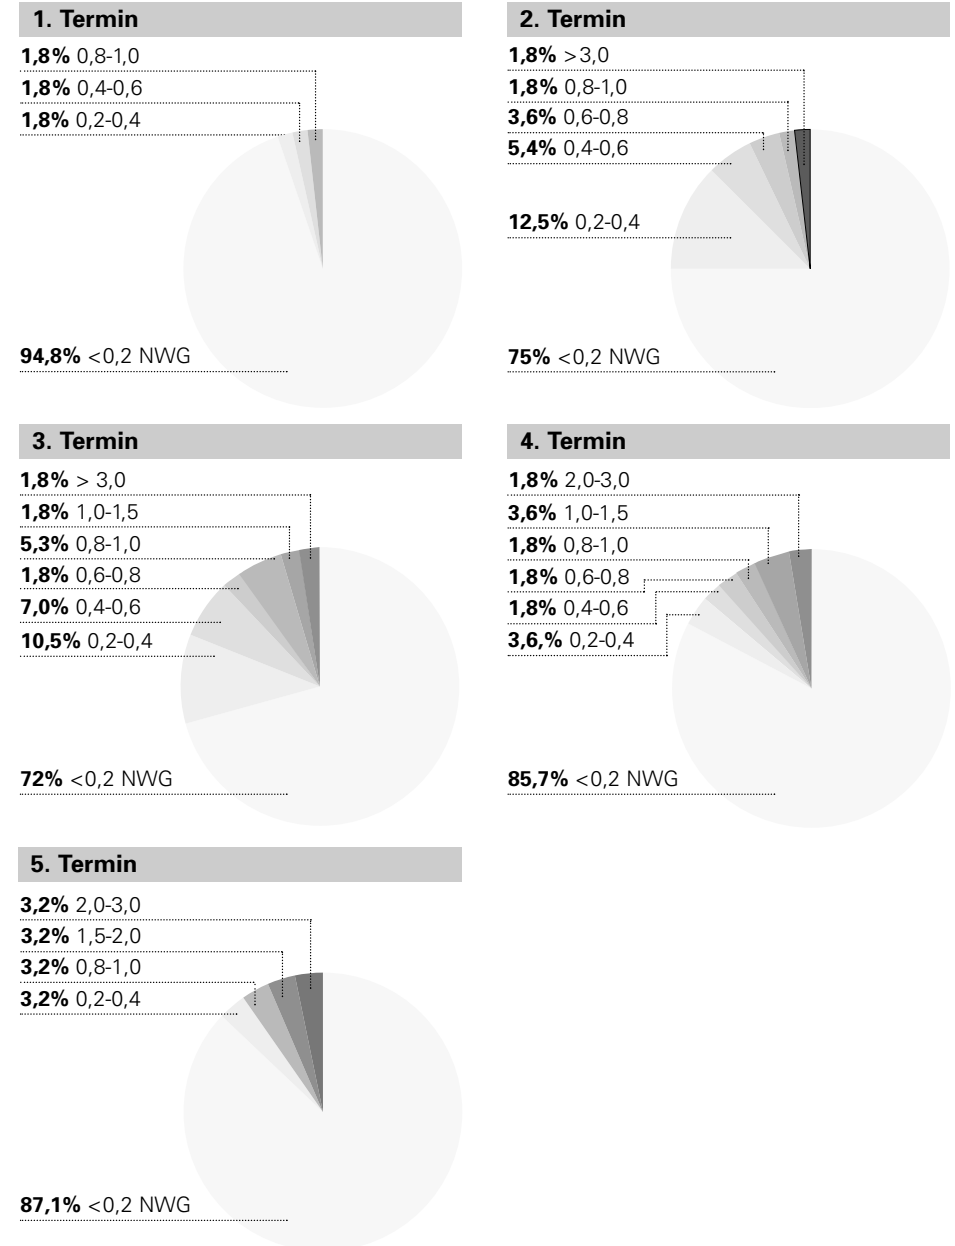 1. Termin
1,8% 0,8-1,0
1,8% 0,4-0,6
1,8% 0,2-0,4
94,8% <0,2 NWG
2. Termin
1,8% >3,0
1,8% 0,8-1,0
3,6% 0,6-0,8
5,4% 0,4-0,6
12,5% 0,2-0,4
75% <0,2 NWG
3. Termin
1,8% > 3,0
1,8% 1,0-1,5
5,3% 0,8-1,0
1,8% 0,6-0,8
7,0% 0,4-0,6
10,5% 0,2-0,4
72% <0,2 NWG
4. Termin
1,8% 2,0-3,0
3,6% 1,0-1,5
1,8% 0,8-1,0
1,8% 0,6-0,8
1,8% 0,4-0,6
3,6,% 0,2-0,4
85,7% <0,2 NWG
5. Termin
3,2% 2,0-3,0
3,2% 1,5-2,0
3,2% 0,8-1,0
3,2% 0,2-0,4
87,1% <0,2 NWG